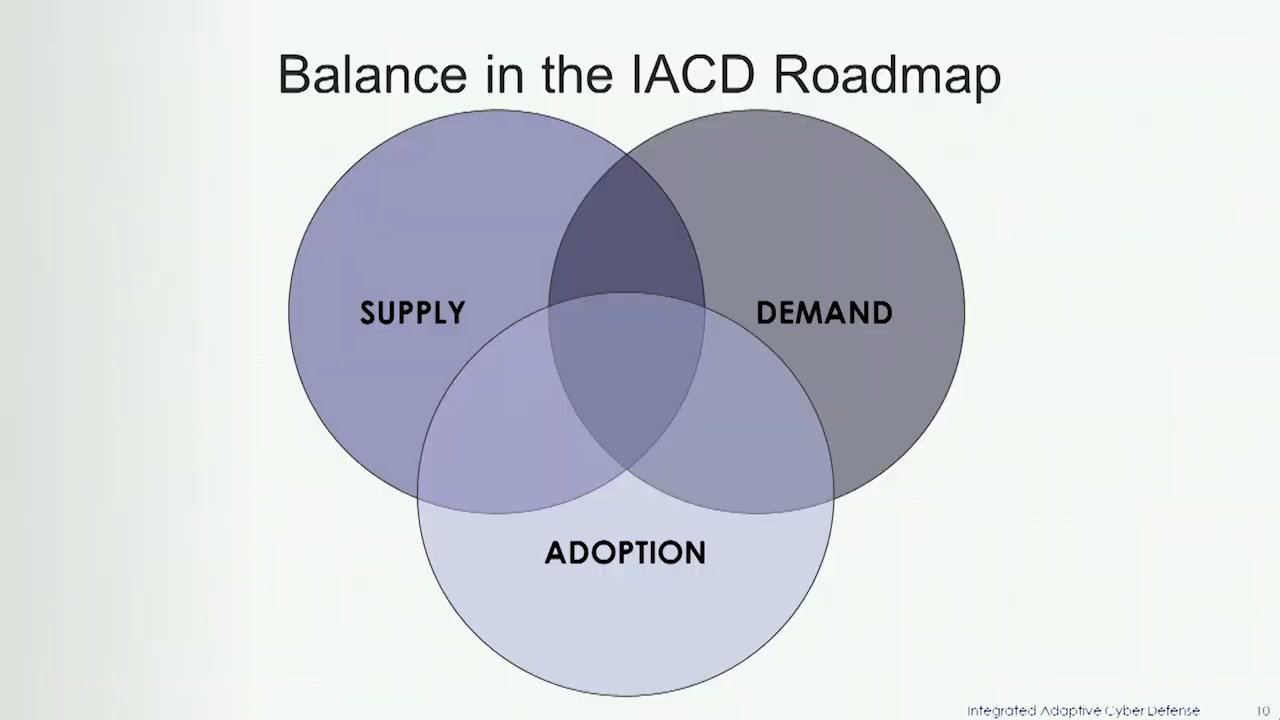 Balance in the IACD Roadmap
SUPPLY
DEMAND
ADOPTION
Integrated Adaptive Cyber Defense
10